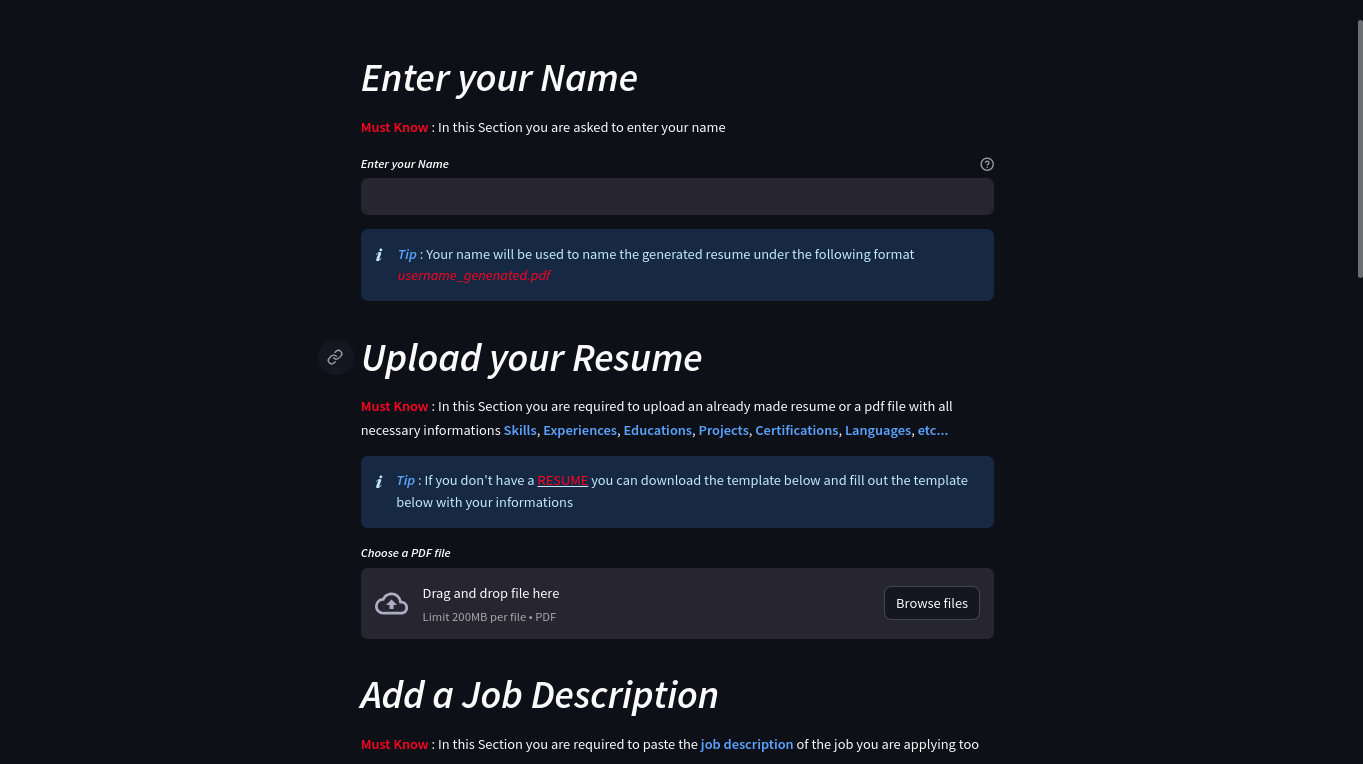 Enter your Name
Must Know : In this Section you are asked to enter your name
Enter your Name
Tip : Your name will be used to name the generated resume under the following format
username_genenated.pdf
Upload your Resume
Must Know : In this Section you are required to upload an already made resume or a pdf file with all
necessary informations Skills, Experiences, Educations, Projects, Certifications, Languages, etc...
Tip : If you don't have a RESUME you can download the template below and fill out the template
below with your informations
Choose a PDF file
Drag and drop file here
Limit 200MB per file • PDF
Browse files
Add a Job Description
Must Know : In this Section you are required to paste the job description of the job you are applying too